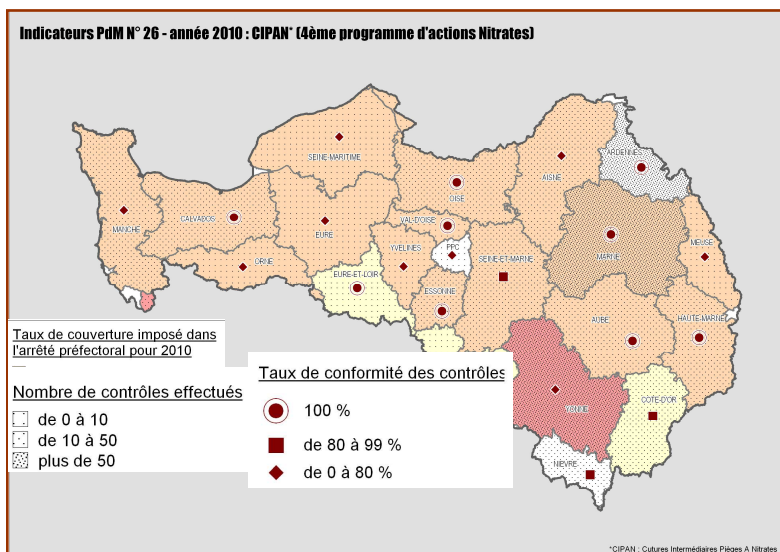 Indicateurs PdM N° 26 - année 2010 : CIPAN* (4ème programme d'actions Nitrates)
ARDENNES
SEINE-MARITIME
AISNE
OISE
CALVADOS
VAL-D'OISE
MANCHE
EURE
PPC
MEUSE
YVELINES
SEINE-ET-MARNE
MARNE
ORNE
EURE-ET-LOIR
ESSONNE
AUBE
HAUTE-MARNE
YONNE
COTE-D'OR
NIEVRE
Taux de couverture imposé dans
l'arrêté préfectoral pour 2010
Nombre de contrôles effectués
de 0 à 10
de 10 à 50
plus de 50
Taux de conformité des contrôles
100 %
de 80 à 99 %
de 0 à 80 %
*CIPAN : Cutures Intermédiaires Pièges A Nitrates